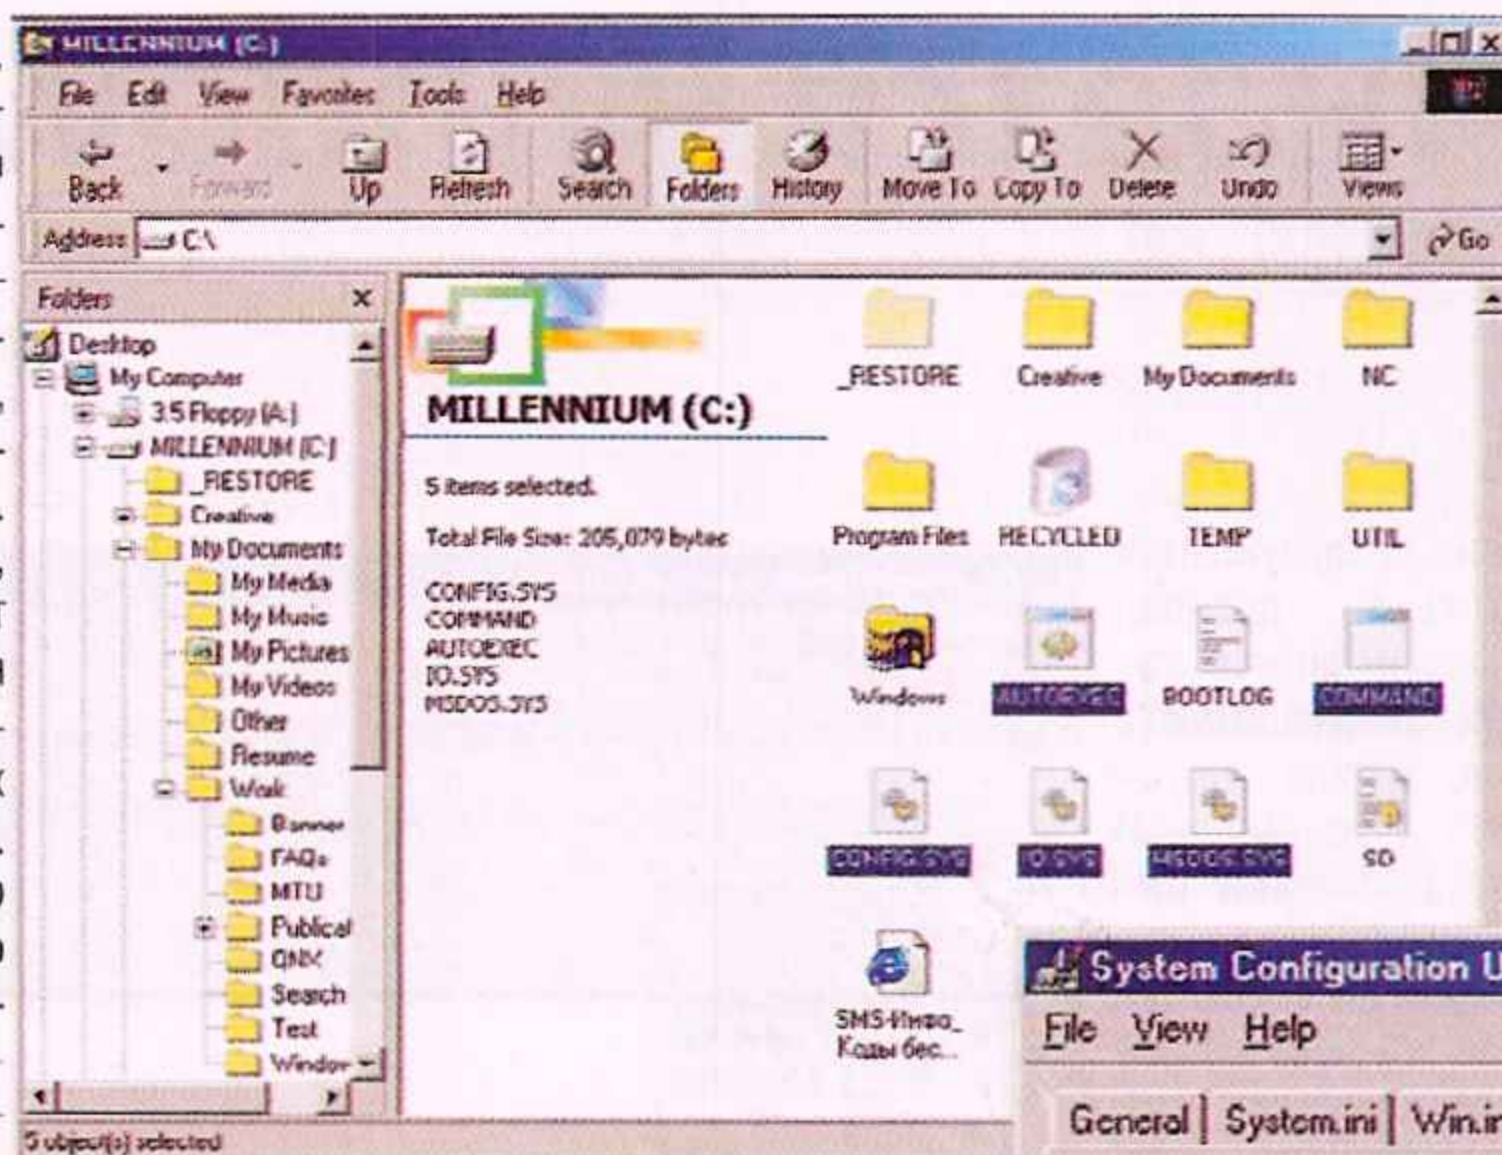 MILLENNIUM (C:)
File Edit View Favorites Tools Help
Back Forward Up Refresh Search Folders History Move To Copy To Delete Undo Views
Address C:\ Go
Folders
Desktop
My Computer
3.5 Floppy (A:)
MILLENNIUM (C:)
_RESTORE
Creative
My Documents
My Media
My Music
My Pictures
My Videos
Other
Resume
Work
Banner
FAQs
MTU
Publicat
QNX
Search
Test
Window
MILLENNIUM (C:)
5 items selected.
Total File Size: 205,079 bytes
CONFIG.SYS
COMMAND
AUTOEXEC
IO.SYS
MSDOS.SYS
_RESTORE Creative My Documents NC
Program Files RECYCLED TEMP UTIL
Windows AUTOEXEC BOOTLOG COMMAND
CONFIG.SYS IO.SYS MSDOS.SYS SD
SMS-Инфо_
Коды бес...
5 object(s) selected
System Configuration U
File View Help
General System.ini Win.in